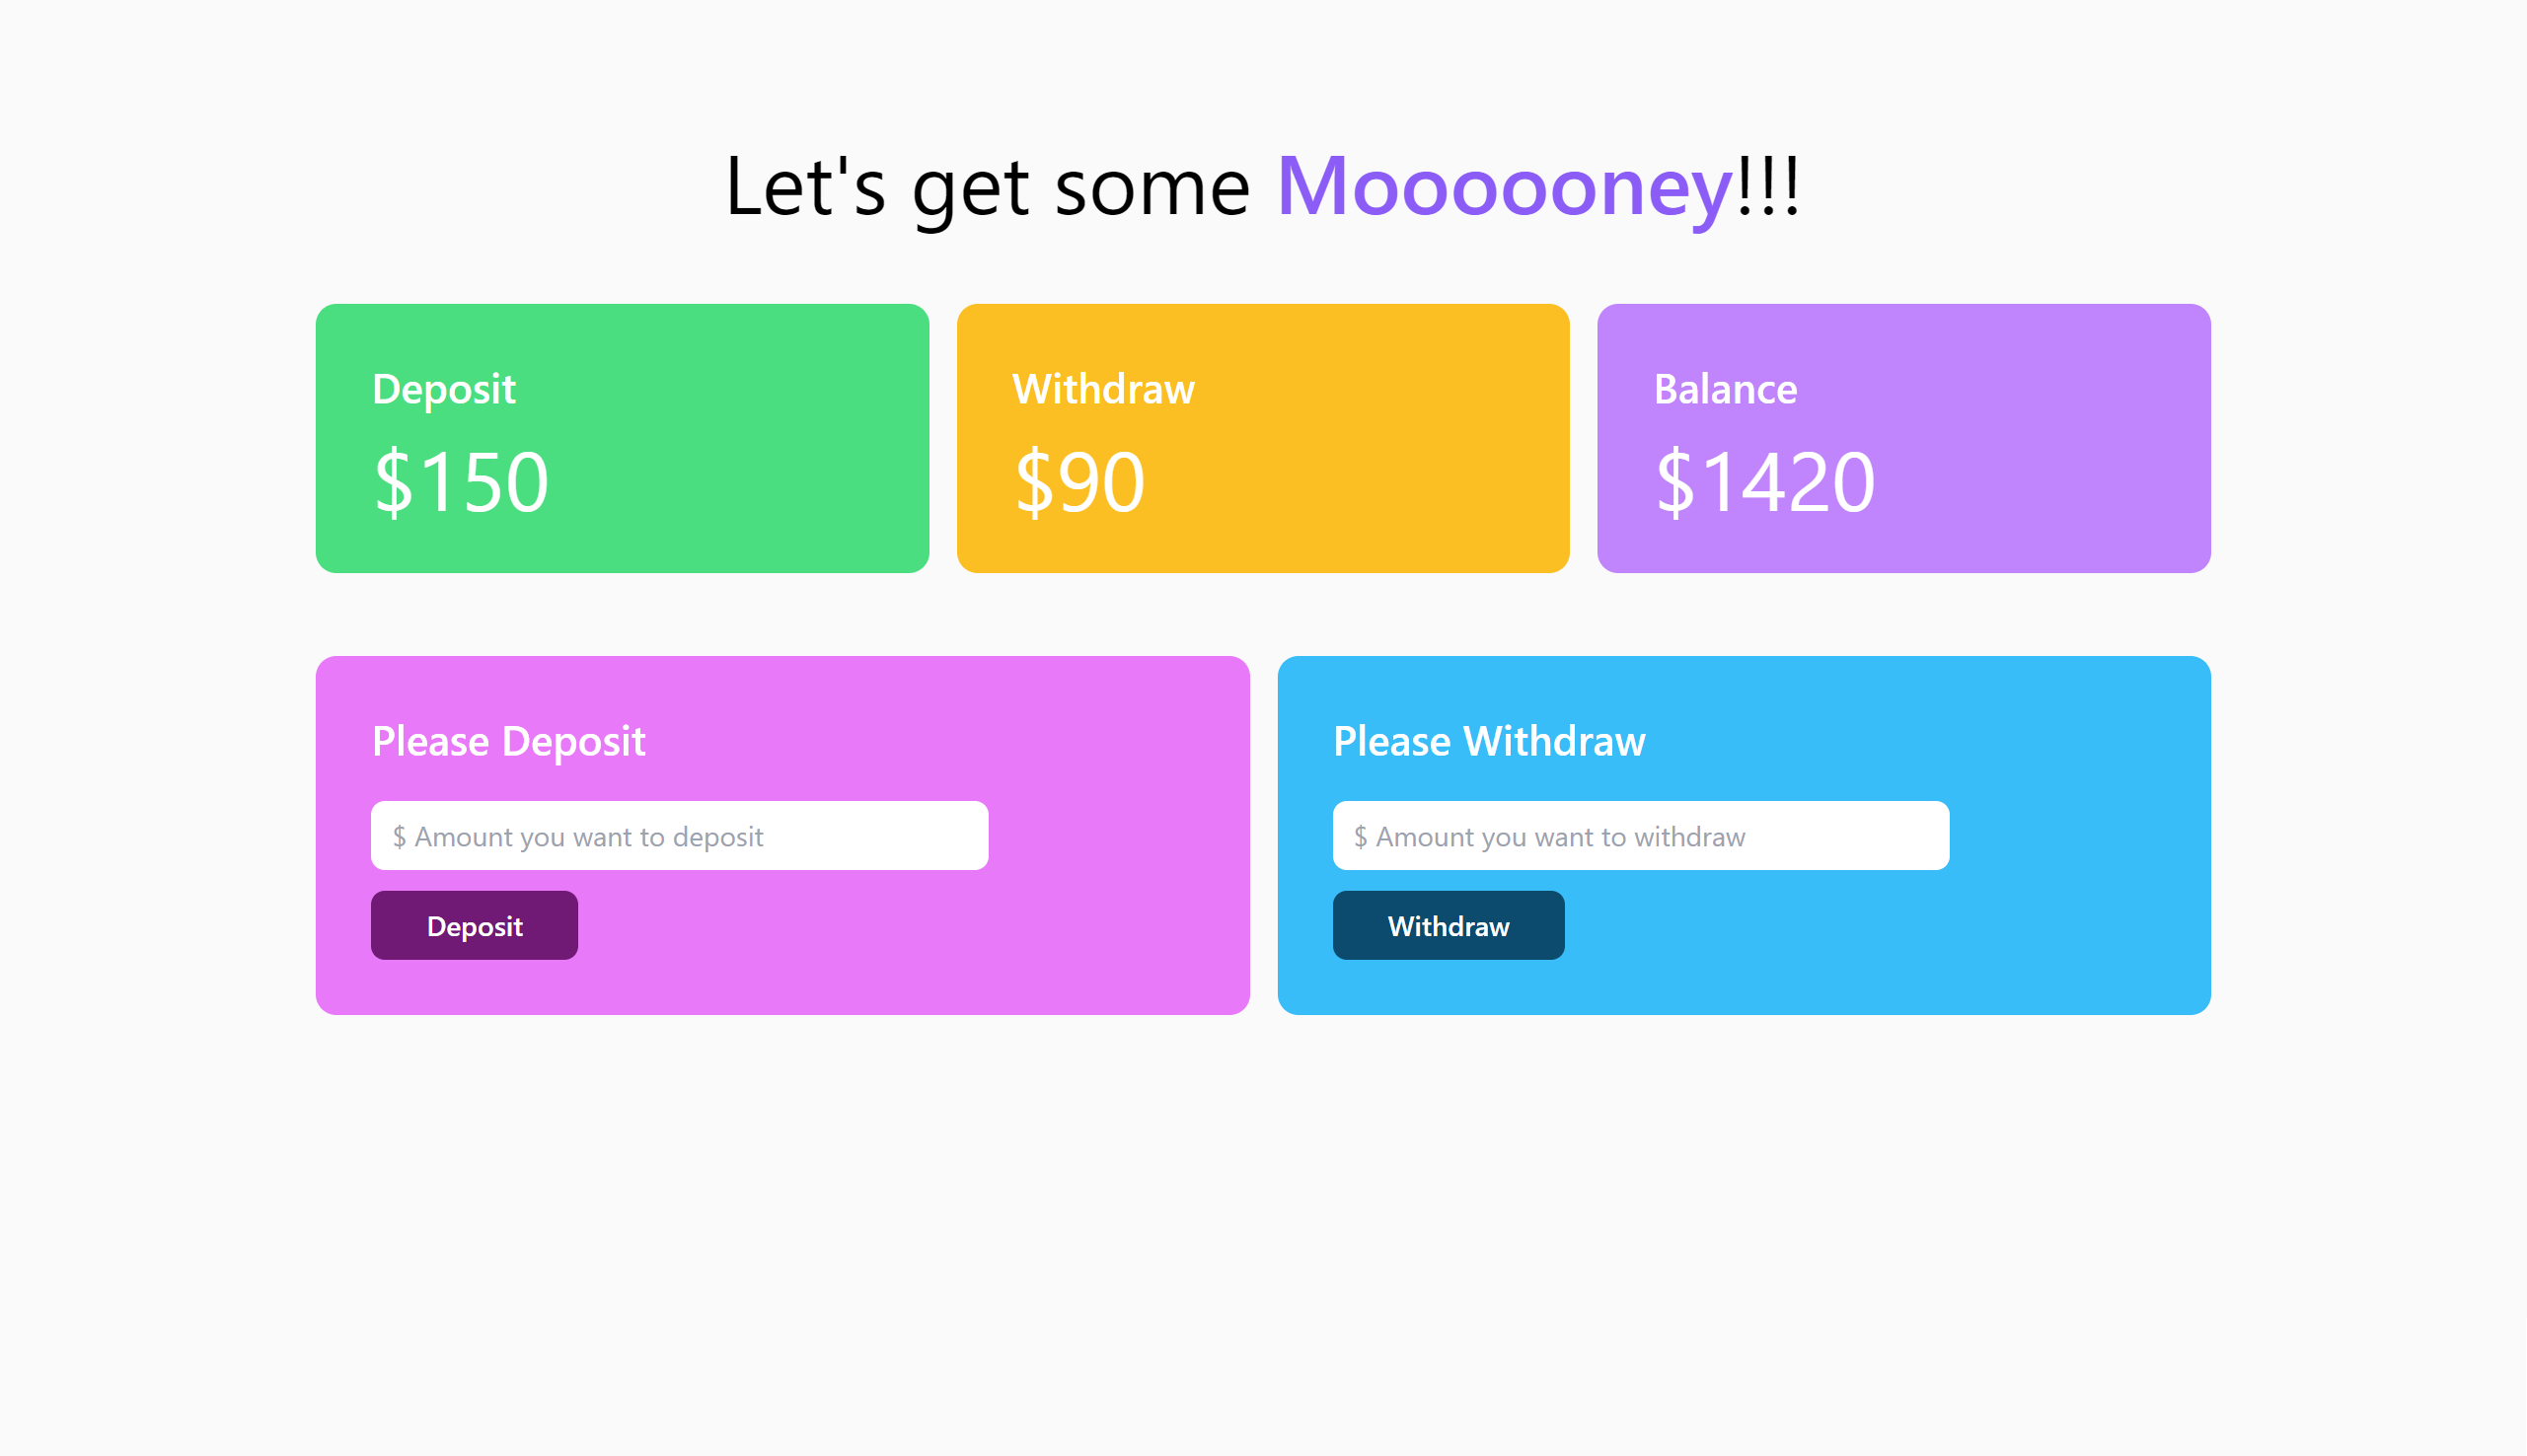 Let's get some Moooooney!!!
Deposit
$150
Withdraw
$90
Balance
$1420
Please Deposit
$ Amount you want to deposit
Deposit
Please Withdraw
$ Amount you want to withdraw
Withdraw